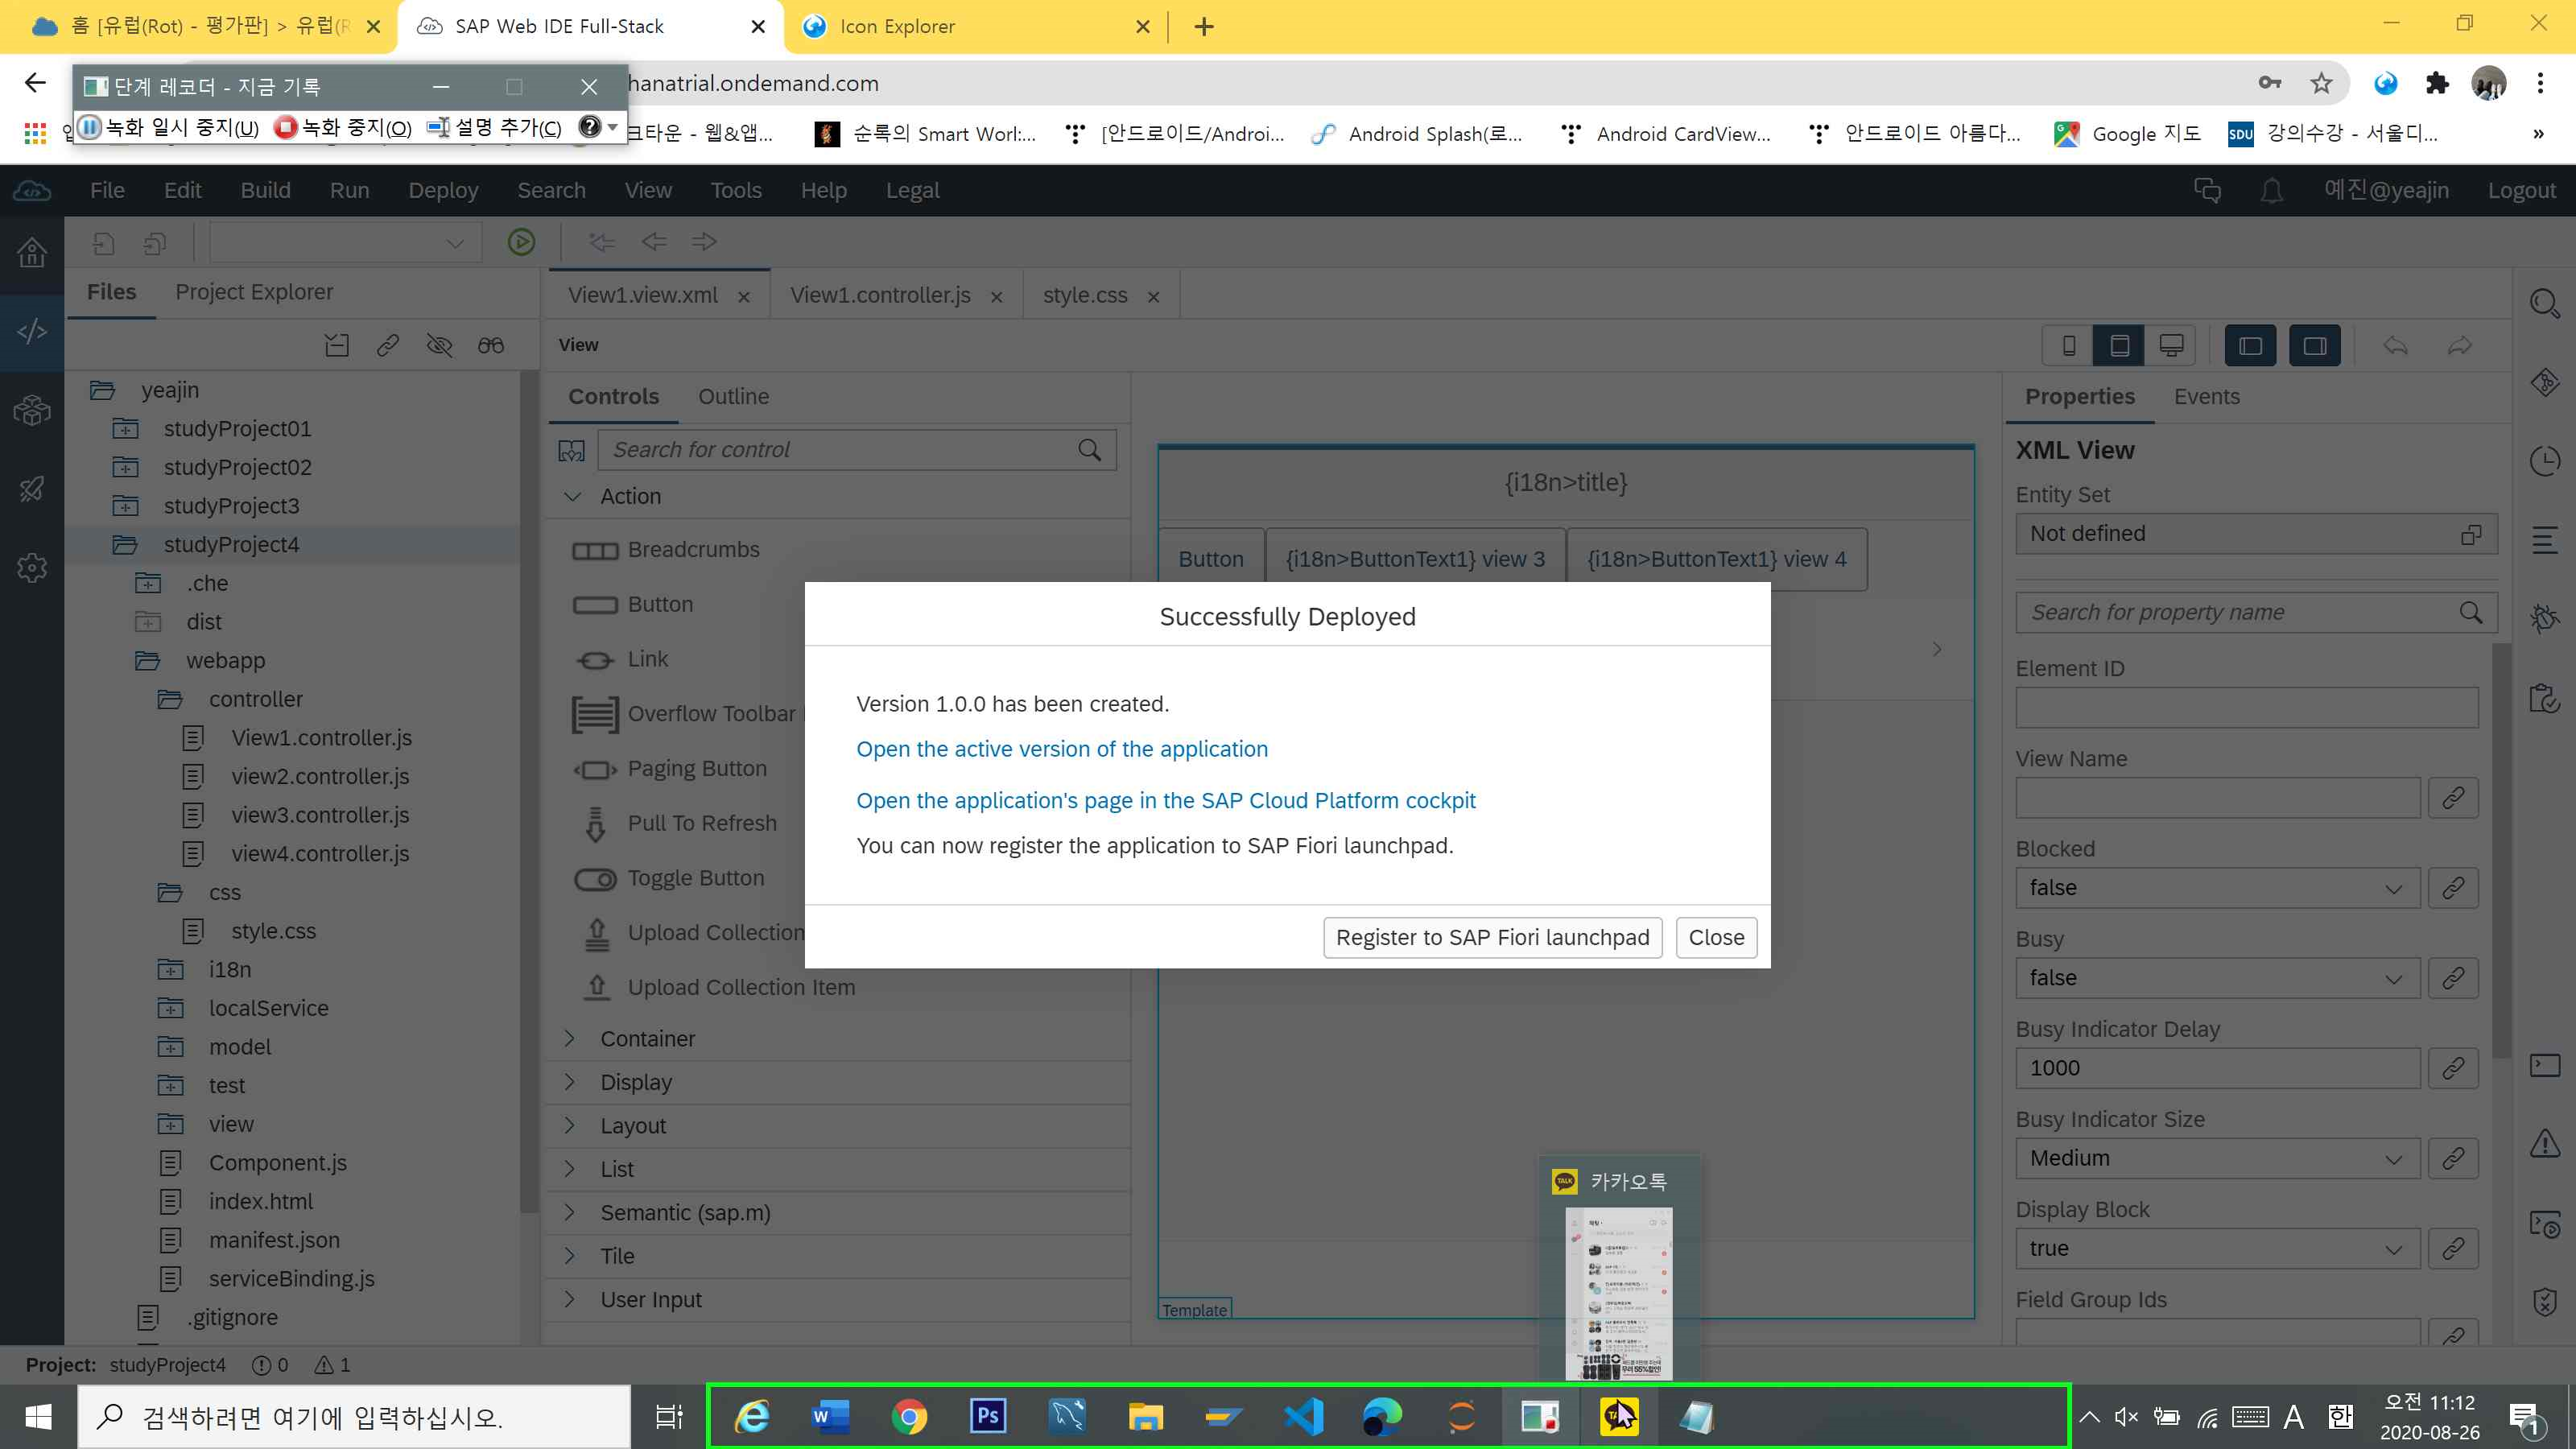 홈 [유럽(Rot) - 평가판] > 유럽(R
SAP Web IDE Full-Stack
Icon Explorer
단계 레코더 - 지금 기록
hanatrial.ondemand.com
녹화 일시 중지(U)
녹화 중지(O)
설명 추가(C)
크타운 - 웹&앱...
순록의 Smart Worl:...
[안드로이드/Androi...
Android Splash(로...
Android CardView...
안드로이드 아름다...
Google 지도
SDU
강의수강 - 서울디...
»
File
Edit
Build
Run
Deploy
Search
View
Tools
Help
Legal
예진@yeajin
Logout
Files
Project Explorer
View1.view.xml
View1.controller.js
style.css
View
yeajin
studyProject01
studyProject02
studyProject3
studyProject4
.che
dist
webapp
controller
View1.controller.js
view2.controller.js
view3.controller.js
view4.controller.js
css
style.css
i18n
localService
model
test
view
Component.js
index.html
manifest.json
serviceBinding.js
.gitignore
Controls
Outline
Search for control
Action
Breadcrumbs
Button
Link
Overflow Toolbar
Paging Button
Pull To Refresh
Toggle Button
Upload Collection
Upload Collection Item
Container
Display
Layout
List
Semantic (sap.m)
Tile
User Input
{i18n>title}
Button
{i18n>ButtonText1} view 3
{i18n>ButtonText1} view 4
Successfully Deployed
Version 1.0.0 has been created.
Open the active version of the application
Open the application's page in the SAP Cloud Platform cockpit
You can now register the application to SAP Fiori launchpad.
Register to SAP Fiori launchpad
Close
Template
Properties
Events
XML View
Entity Set
Not defined
Search for property name
Element ID
View Name
Blocked
false
Busy
false
Busy Indicator Delay
1000
Busy Indicator Size
Medium
Display Block
true
Field Group Ids
TALK
카카오톡
Project: studyProject4
0
1
검색하려면 여기에 입력하십시오.
Ps
A
한
오전 11:12
2020-08-26
1